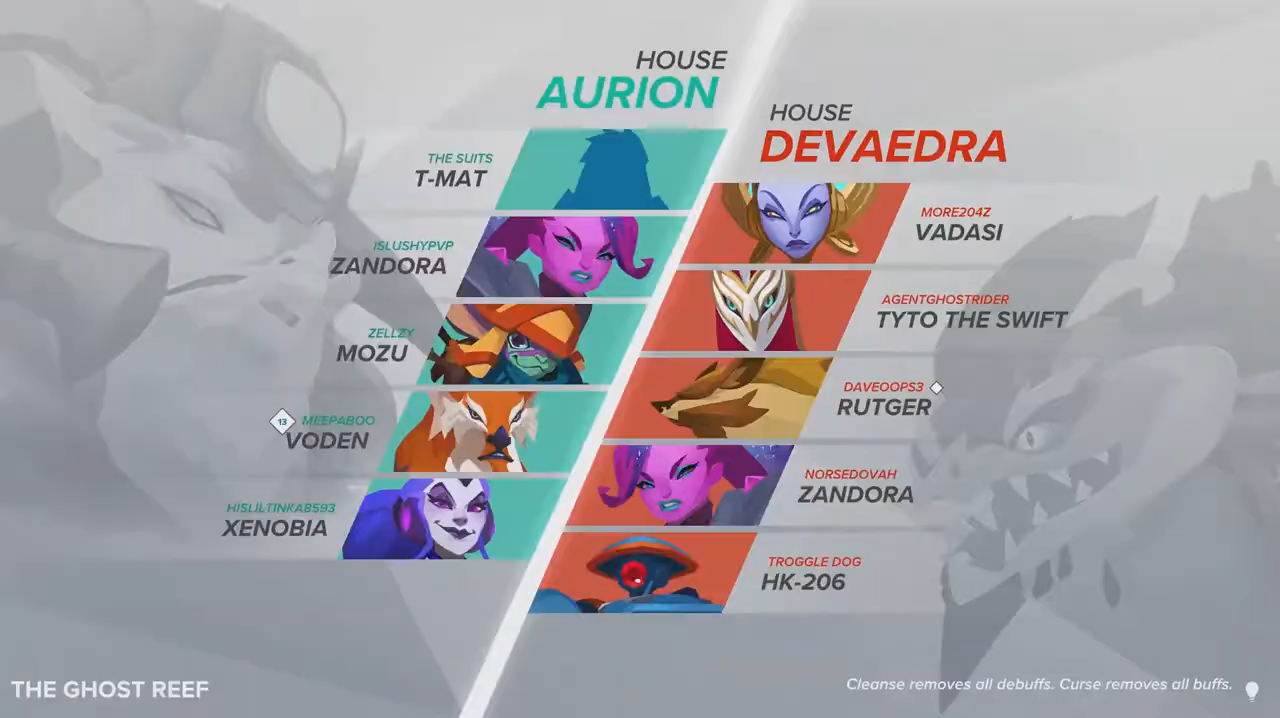 HOUSE
AURION
THE SUITS
T-MAT
ISLUSHYPVP
ZANDORA
ZELLZY
MOZU
13
MEEPABOO
VODEN
HISLILTINKA8593
XENOBIA
HOUSE
DEVAEDRA
MORE204Z
VADASI
AGENTGHOSTRIDER
TYTO THE SWIFT
DAVEOOPS3
RUTGER
NORSEDOVAH
ZANDORA
TROGGLE DOG
HK-206
THE GHOST REEF
Cleanse removes all debuffs. Curse removes all buffs.